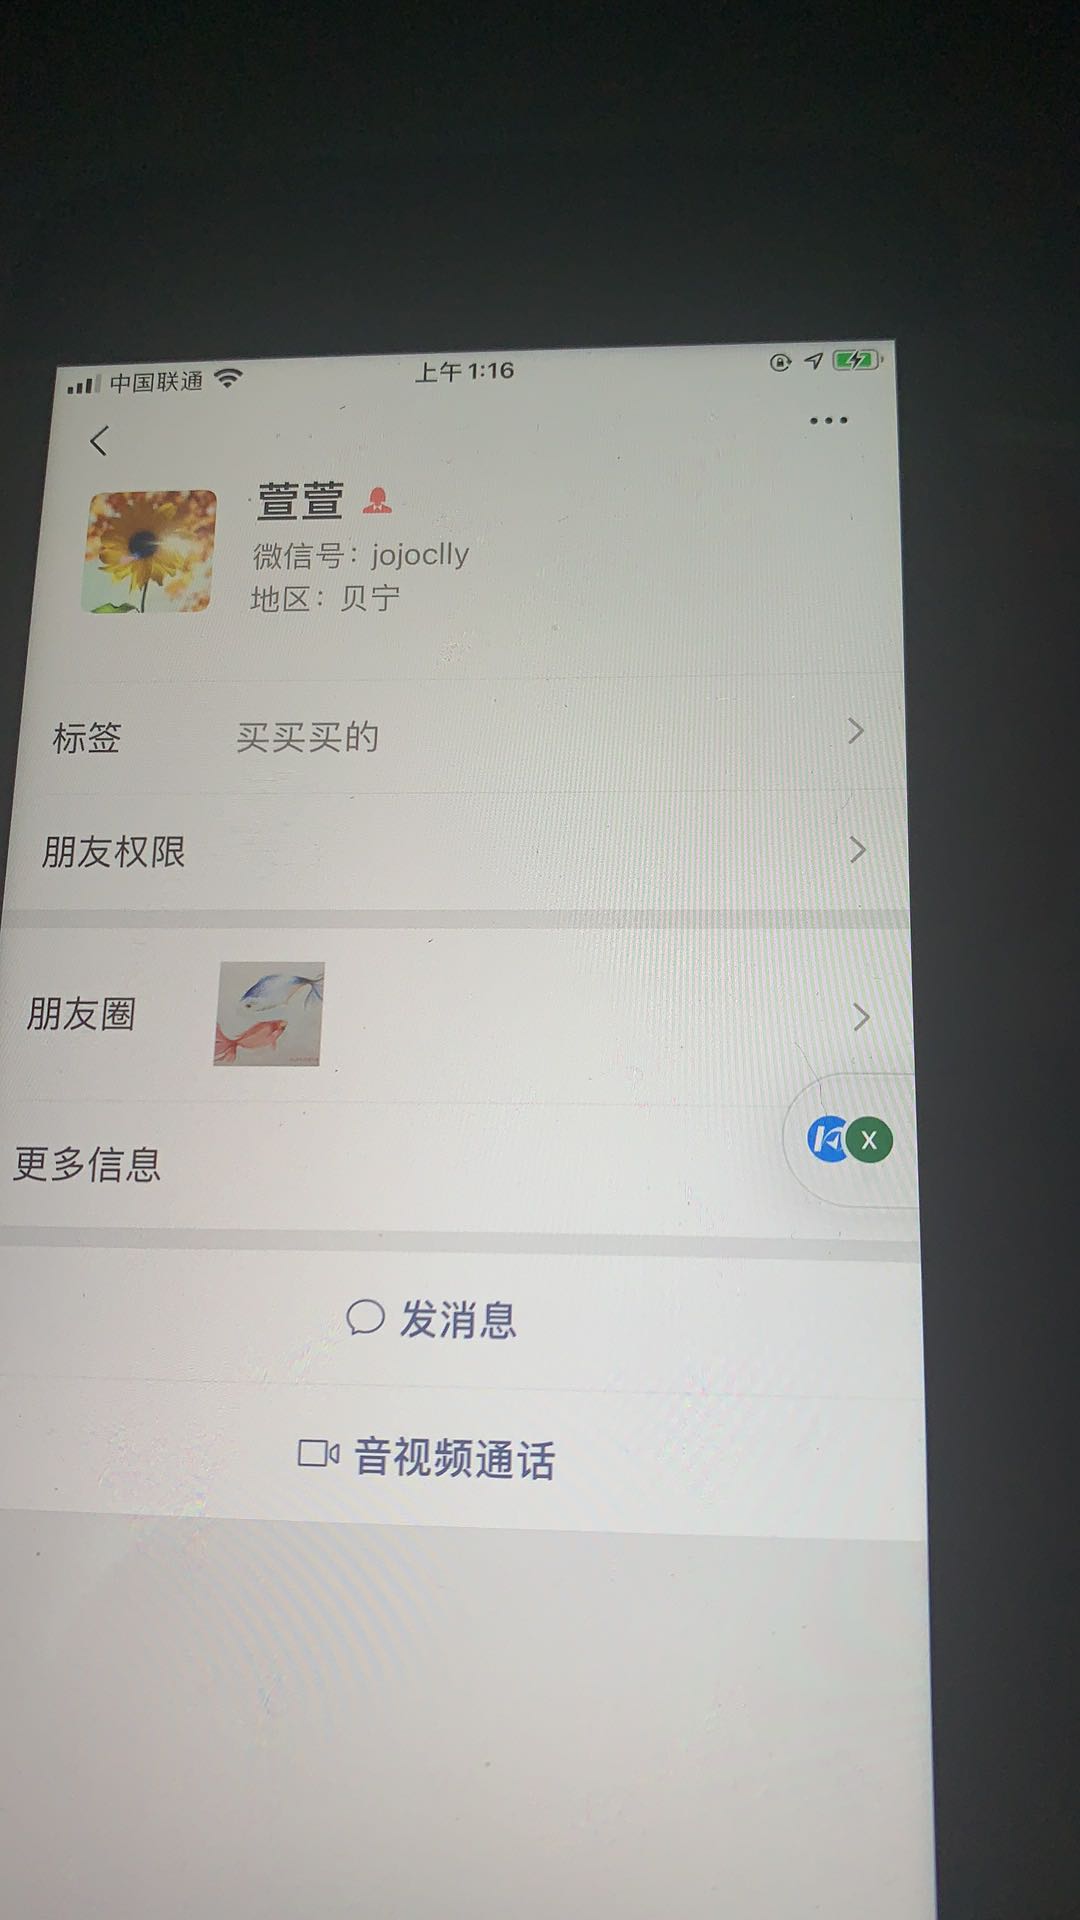 中国联通
上午1:16
萱萱
微信号：jojoclly
地区：贝宁
标签 买买买的
朋友权限
朋友圈
更多信息
X
发消息
音视频通话